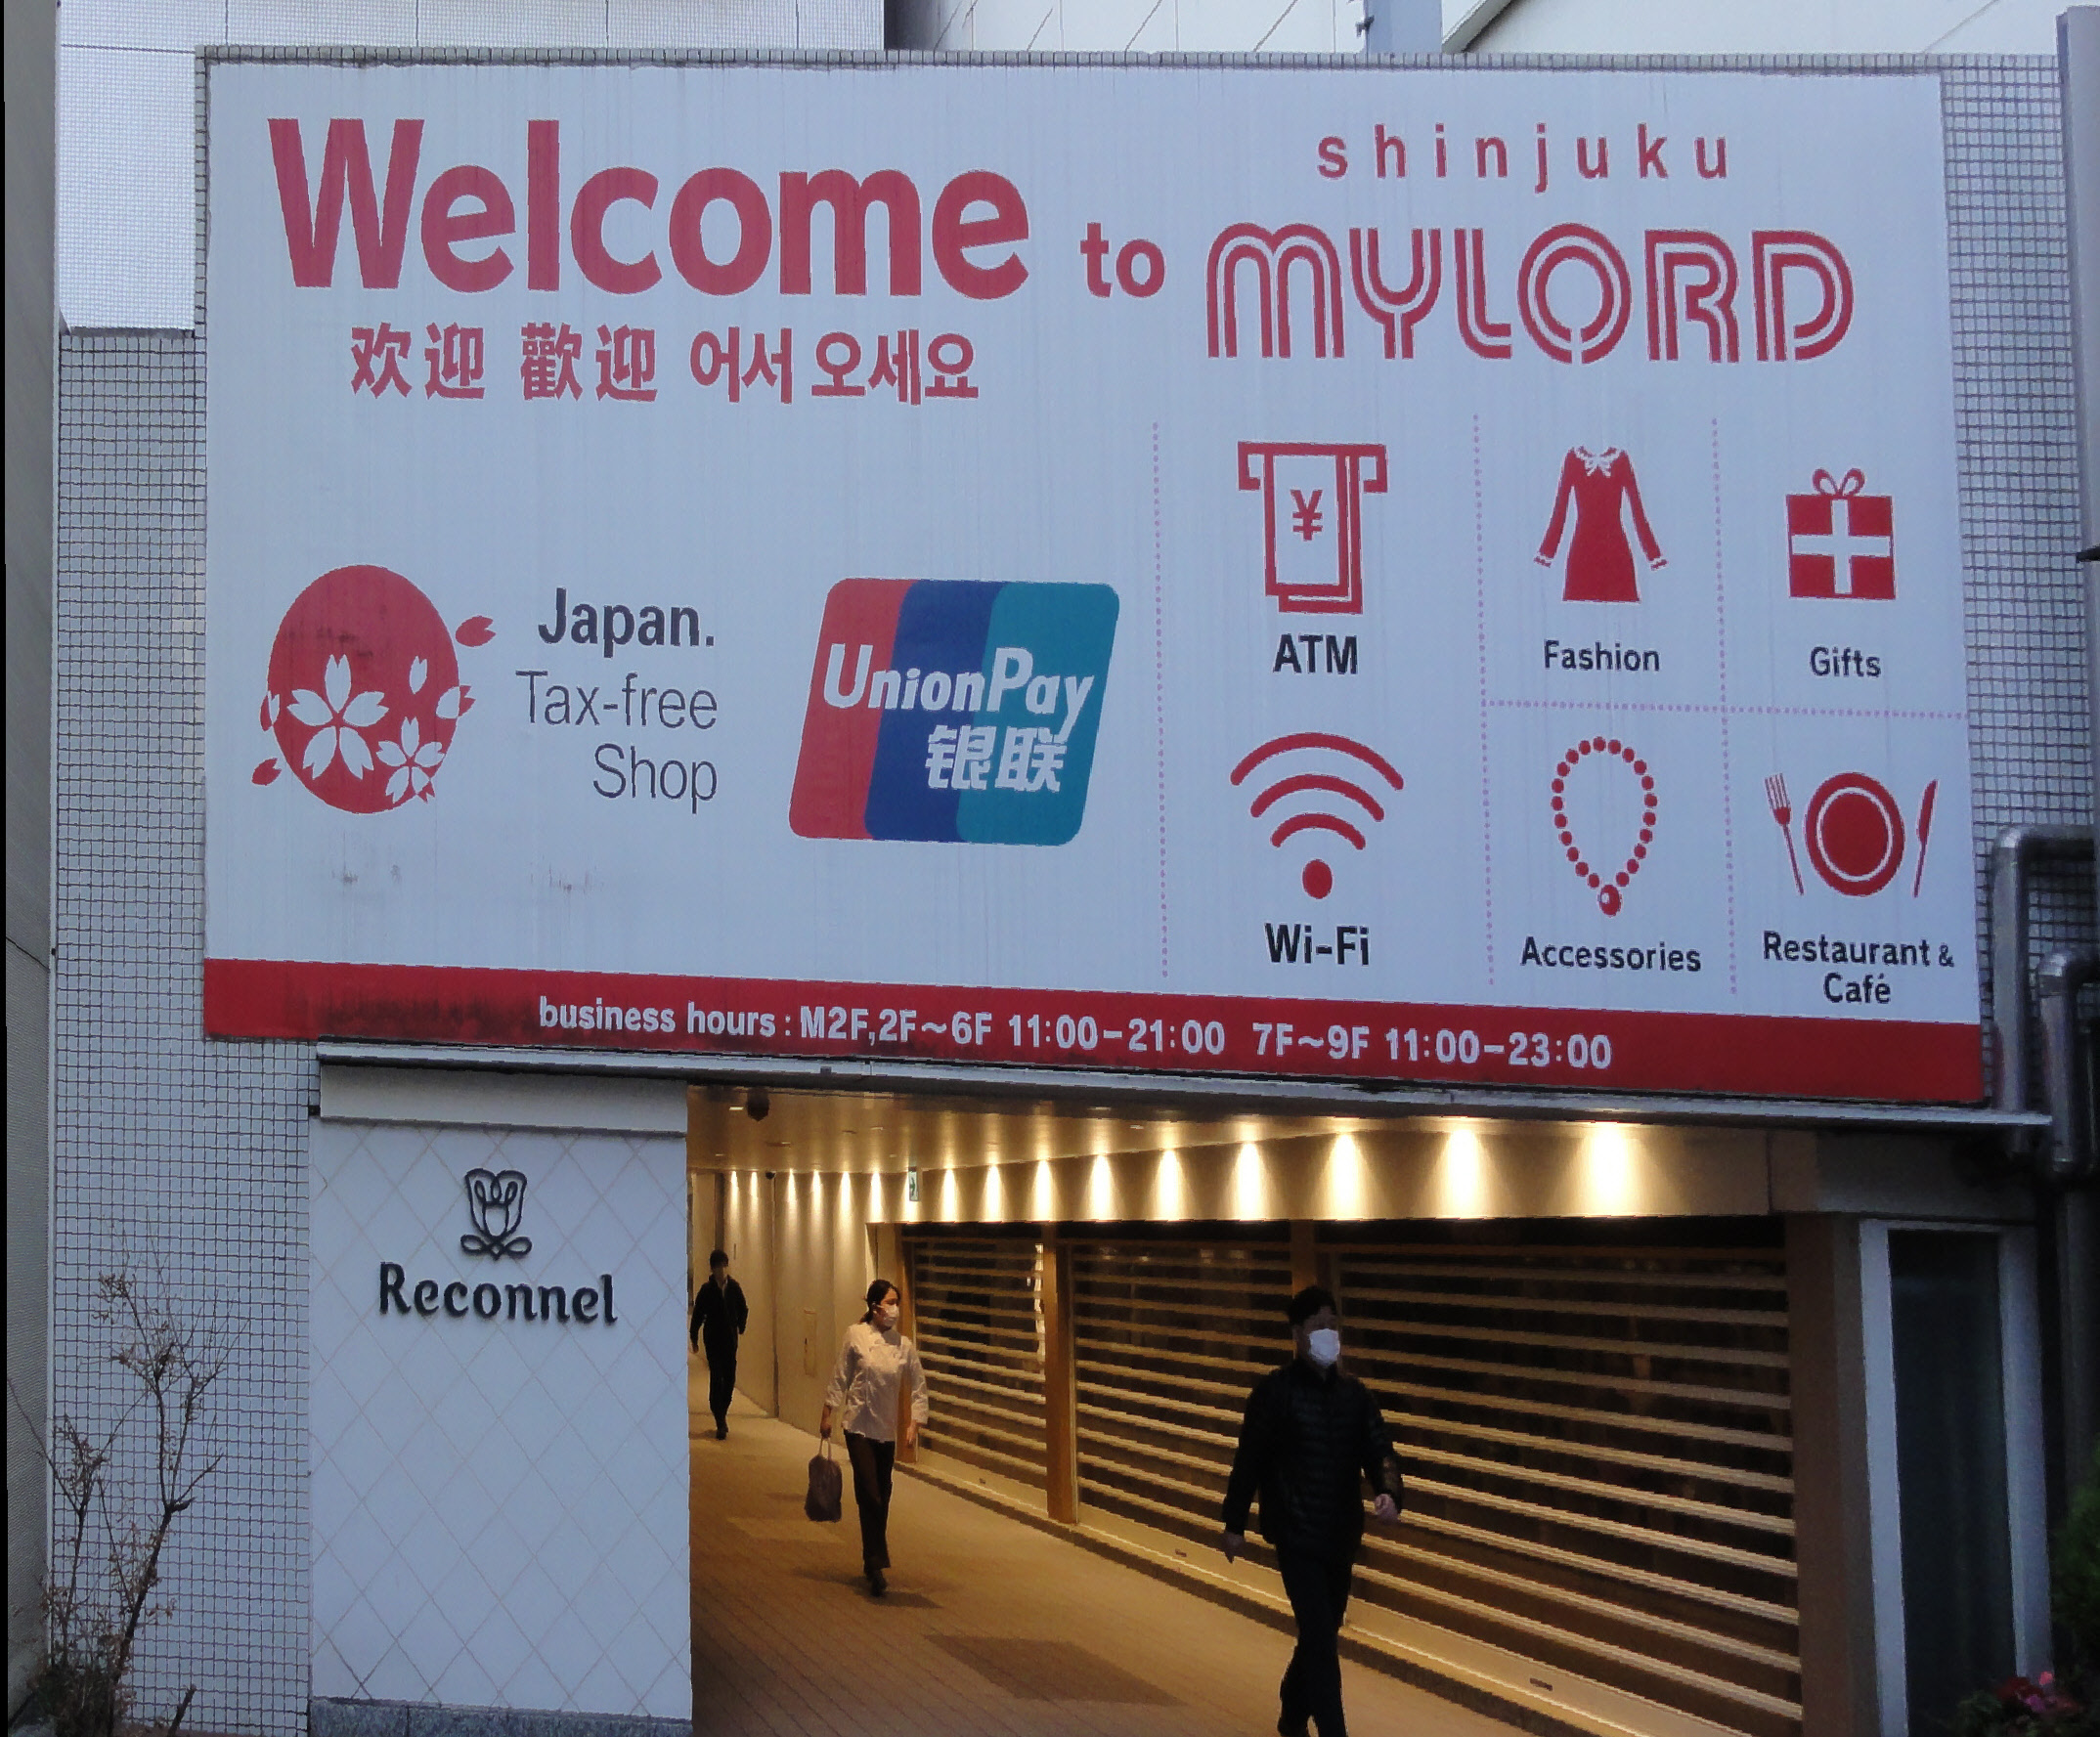 Welcome to shinjuku MYLORD
欢迎 歡迎 어서 오세요
Japan.
Tax-free
Shop
UnionPay
银联
¥
ATM
Fashion
Gifts
Wi-Fi
Accessories
Restaurant &
Café
business hours : M2F,2F~6F 11:00-21:00 7F~9F 11:00-23:00
Reconnel